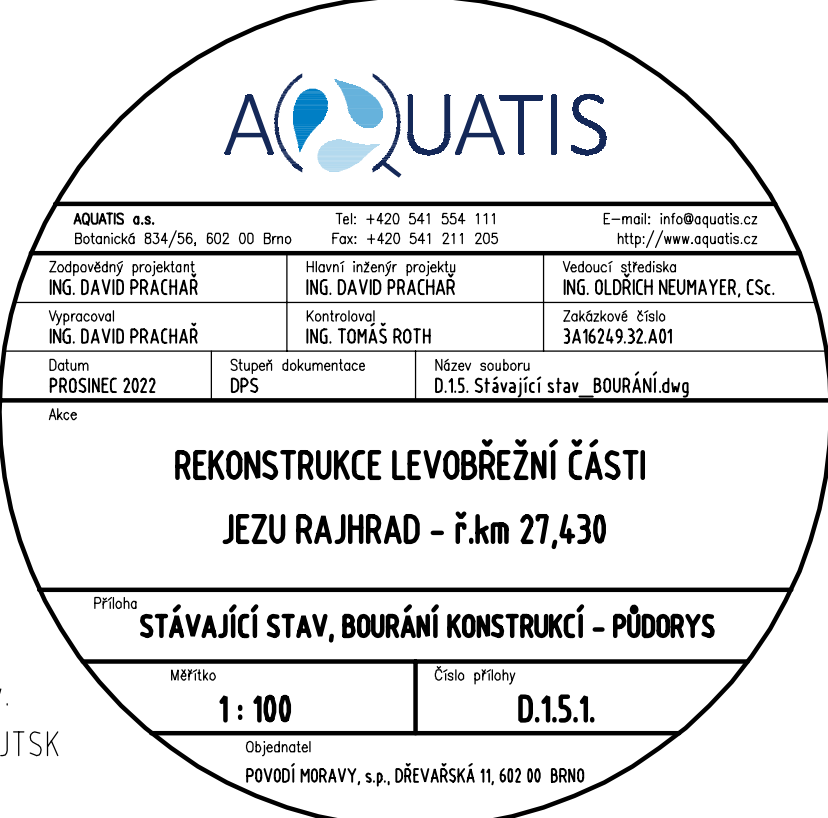 AQUATIS
AQUATIS a.s. Tel: +420 541 554 111 E-mail: info@aquatis.cz
Botanická 834/56, 602 00 Brno Fax: +420 541 211 205 http://www.aquatis.cz
Zodpovědný projektant Hlavní inženýr projektu Vedoucí střediska
ING. DAVID PRACHAŘ ING. DAVID PRACHAŘ ING. OLDŘICH NEUMAYER, CSc.
Vypracoval Kontroloval Zakázkové číslo
ING. DAVID PRACHAŘ ING. TOMÁŠ ROTH 3A16249.32.A01
Datum Stupeň dokumentace Název souboru
PROSINEC 2022 DPS D.1.5. Stávající stav_BOURÁNÍ.dwg
Akce
REKONSTRUKCE LEVOBŘEŽNÍ ČÁSTI
JEZU RAJHRAD - ř.km 27,430
Příloha
STÁVAJÍCÍ STAV, BOURÁNÍ KONSTRUKCÍ - PŮDORYS
Měřítko Číslo přílohy
1 : 100 D.1.5.1.
JTSK
Objednatel
POVODÍ MORAVY, s.p., DŘEVAŘSKÁ 11, 602 00 BRNO